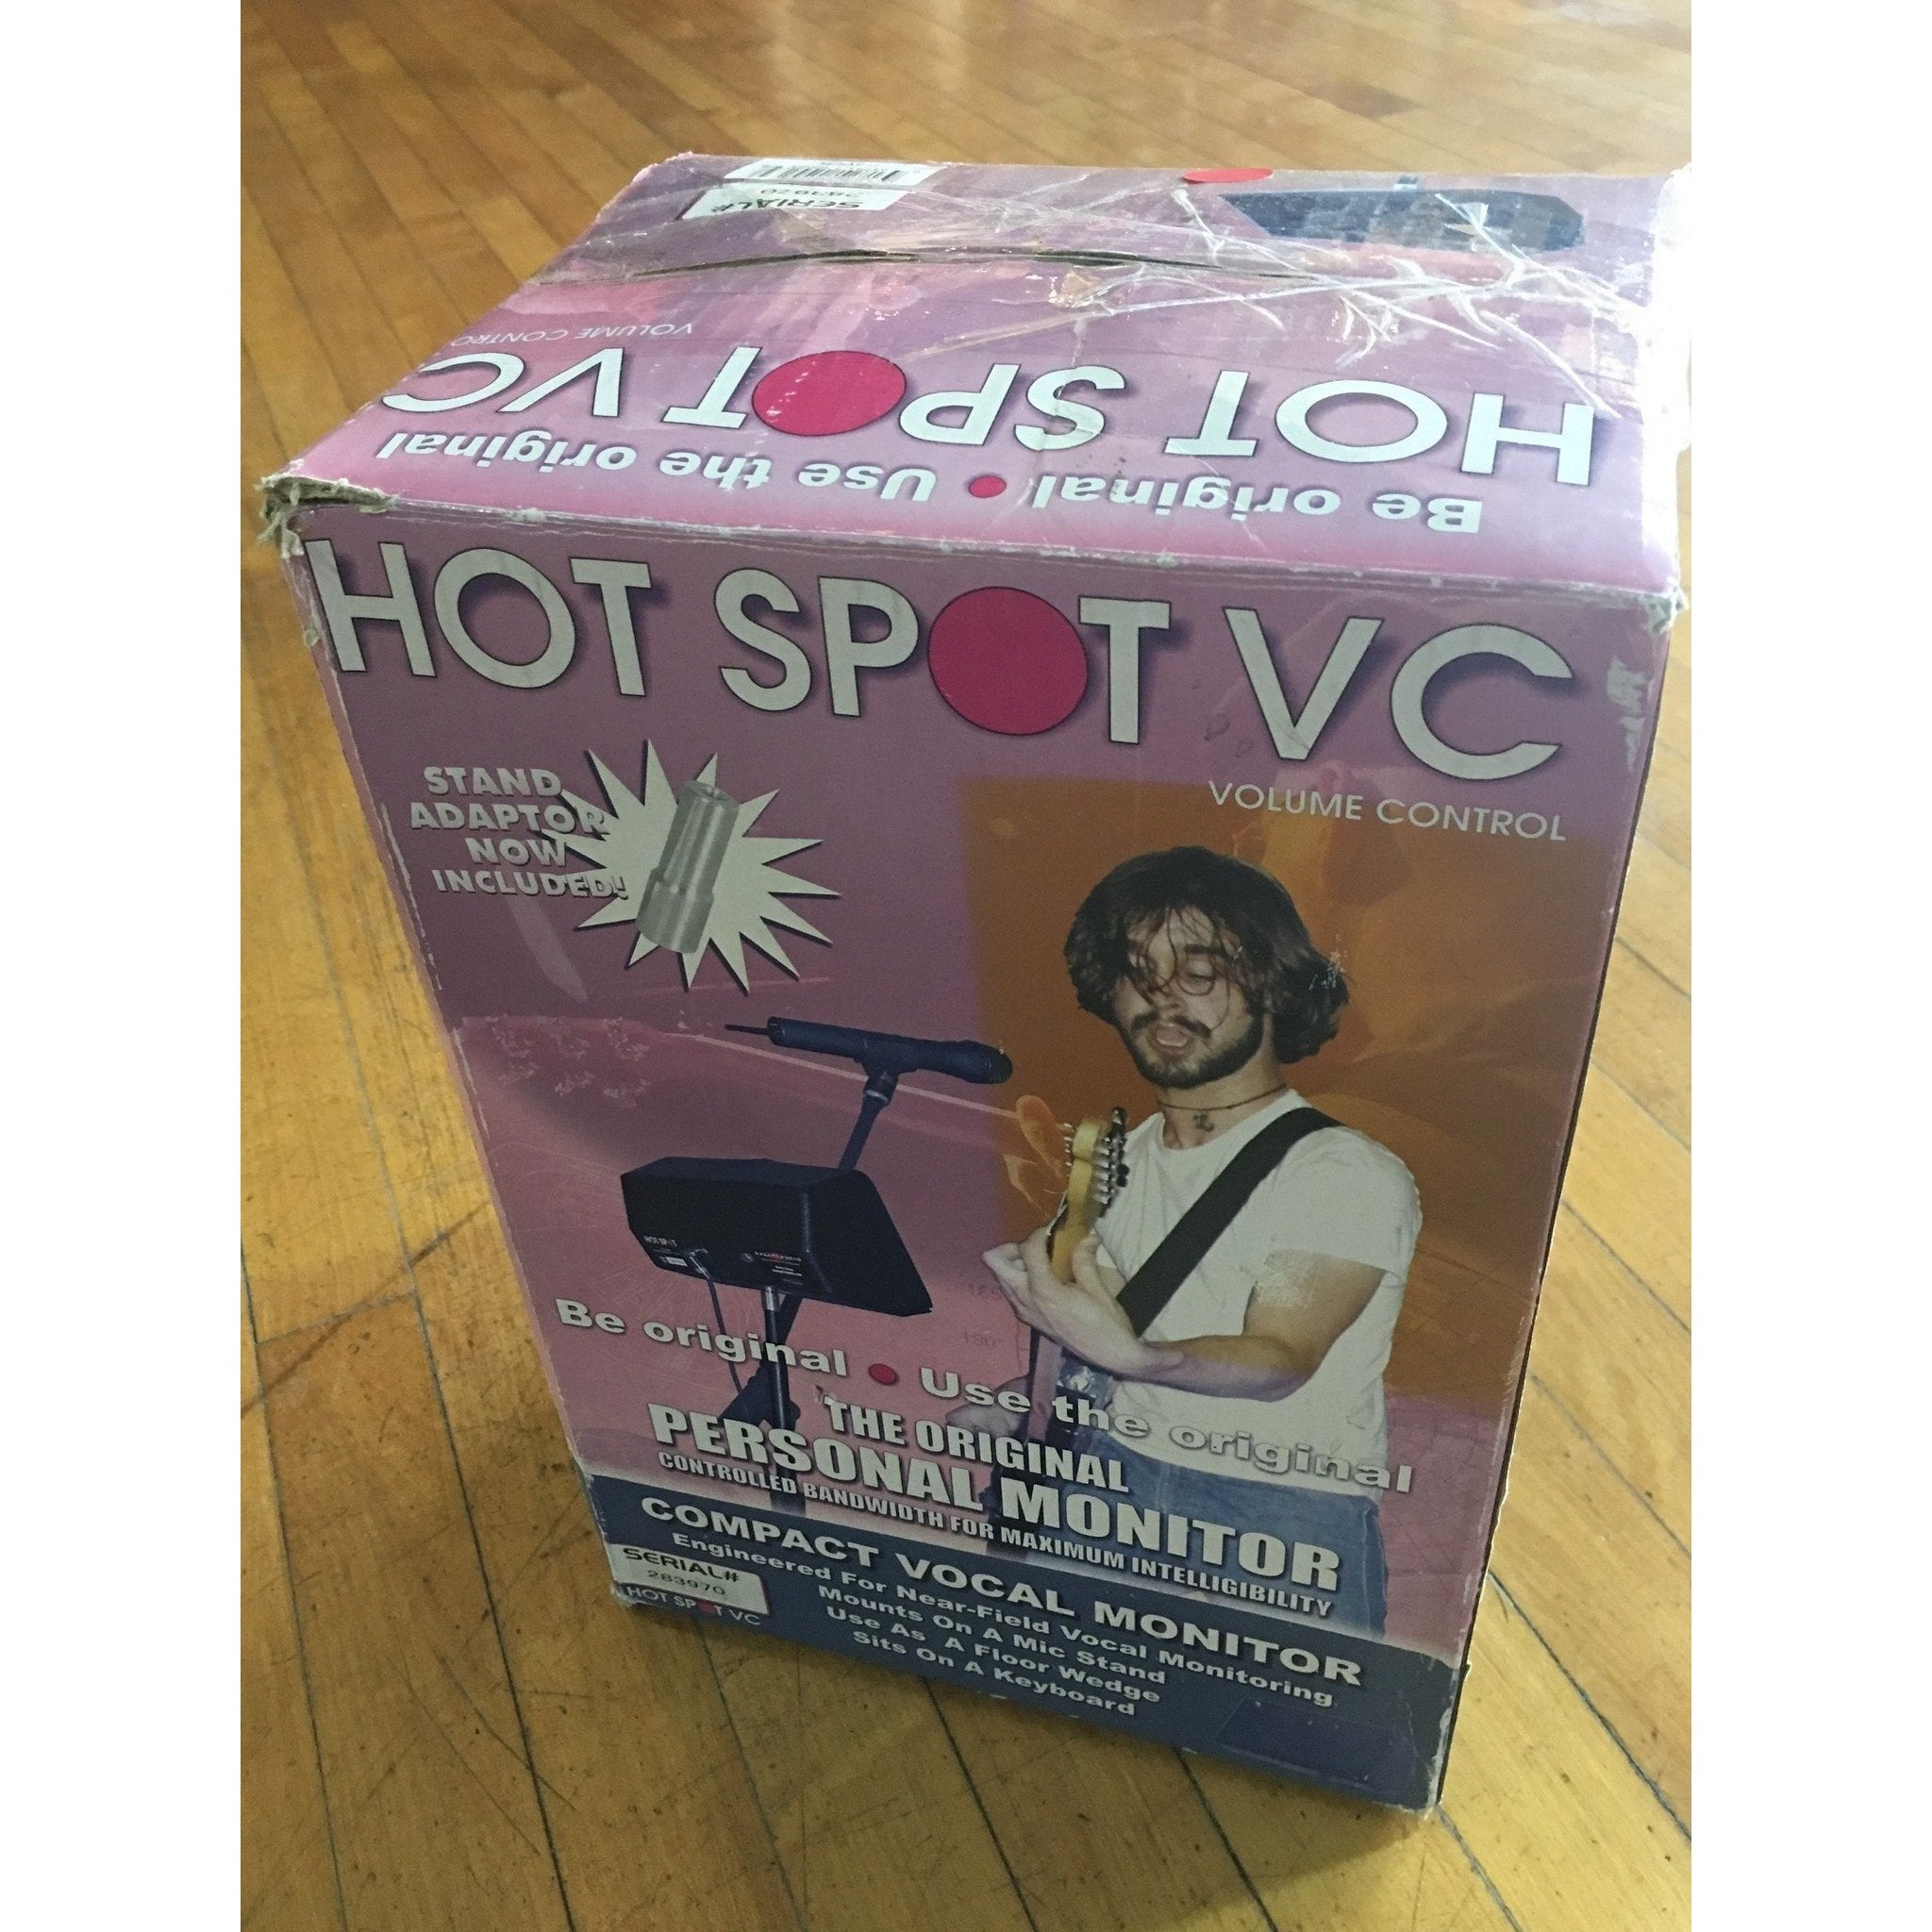 SERIAL#
283970
VOLUME CONTRO
HOT SPOT VC
Be original • Use the original
HOT SPOT VC
VOLUME CONTROL
STAND
ADAPTOR
NOW
INCLUDED!
HOT SPOT
Be original • Use the original
THE ORIGINAL
PERSONAL MONITOR
CONTROLLED BANDWIDTH FOR MAXIMUM INTELLIGIBILITY
COMPACT VOCAL MONITOR
Engineered For Near-Field Vocal Monitoring
Mounts On A Mic Stand
Use As A Floor Wedge
Sits On A Keyboard
SERIAL#
283970
HOT SPOT VC